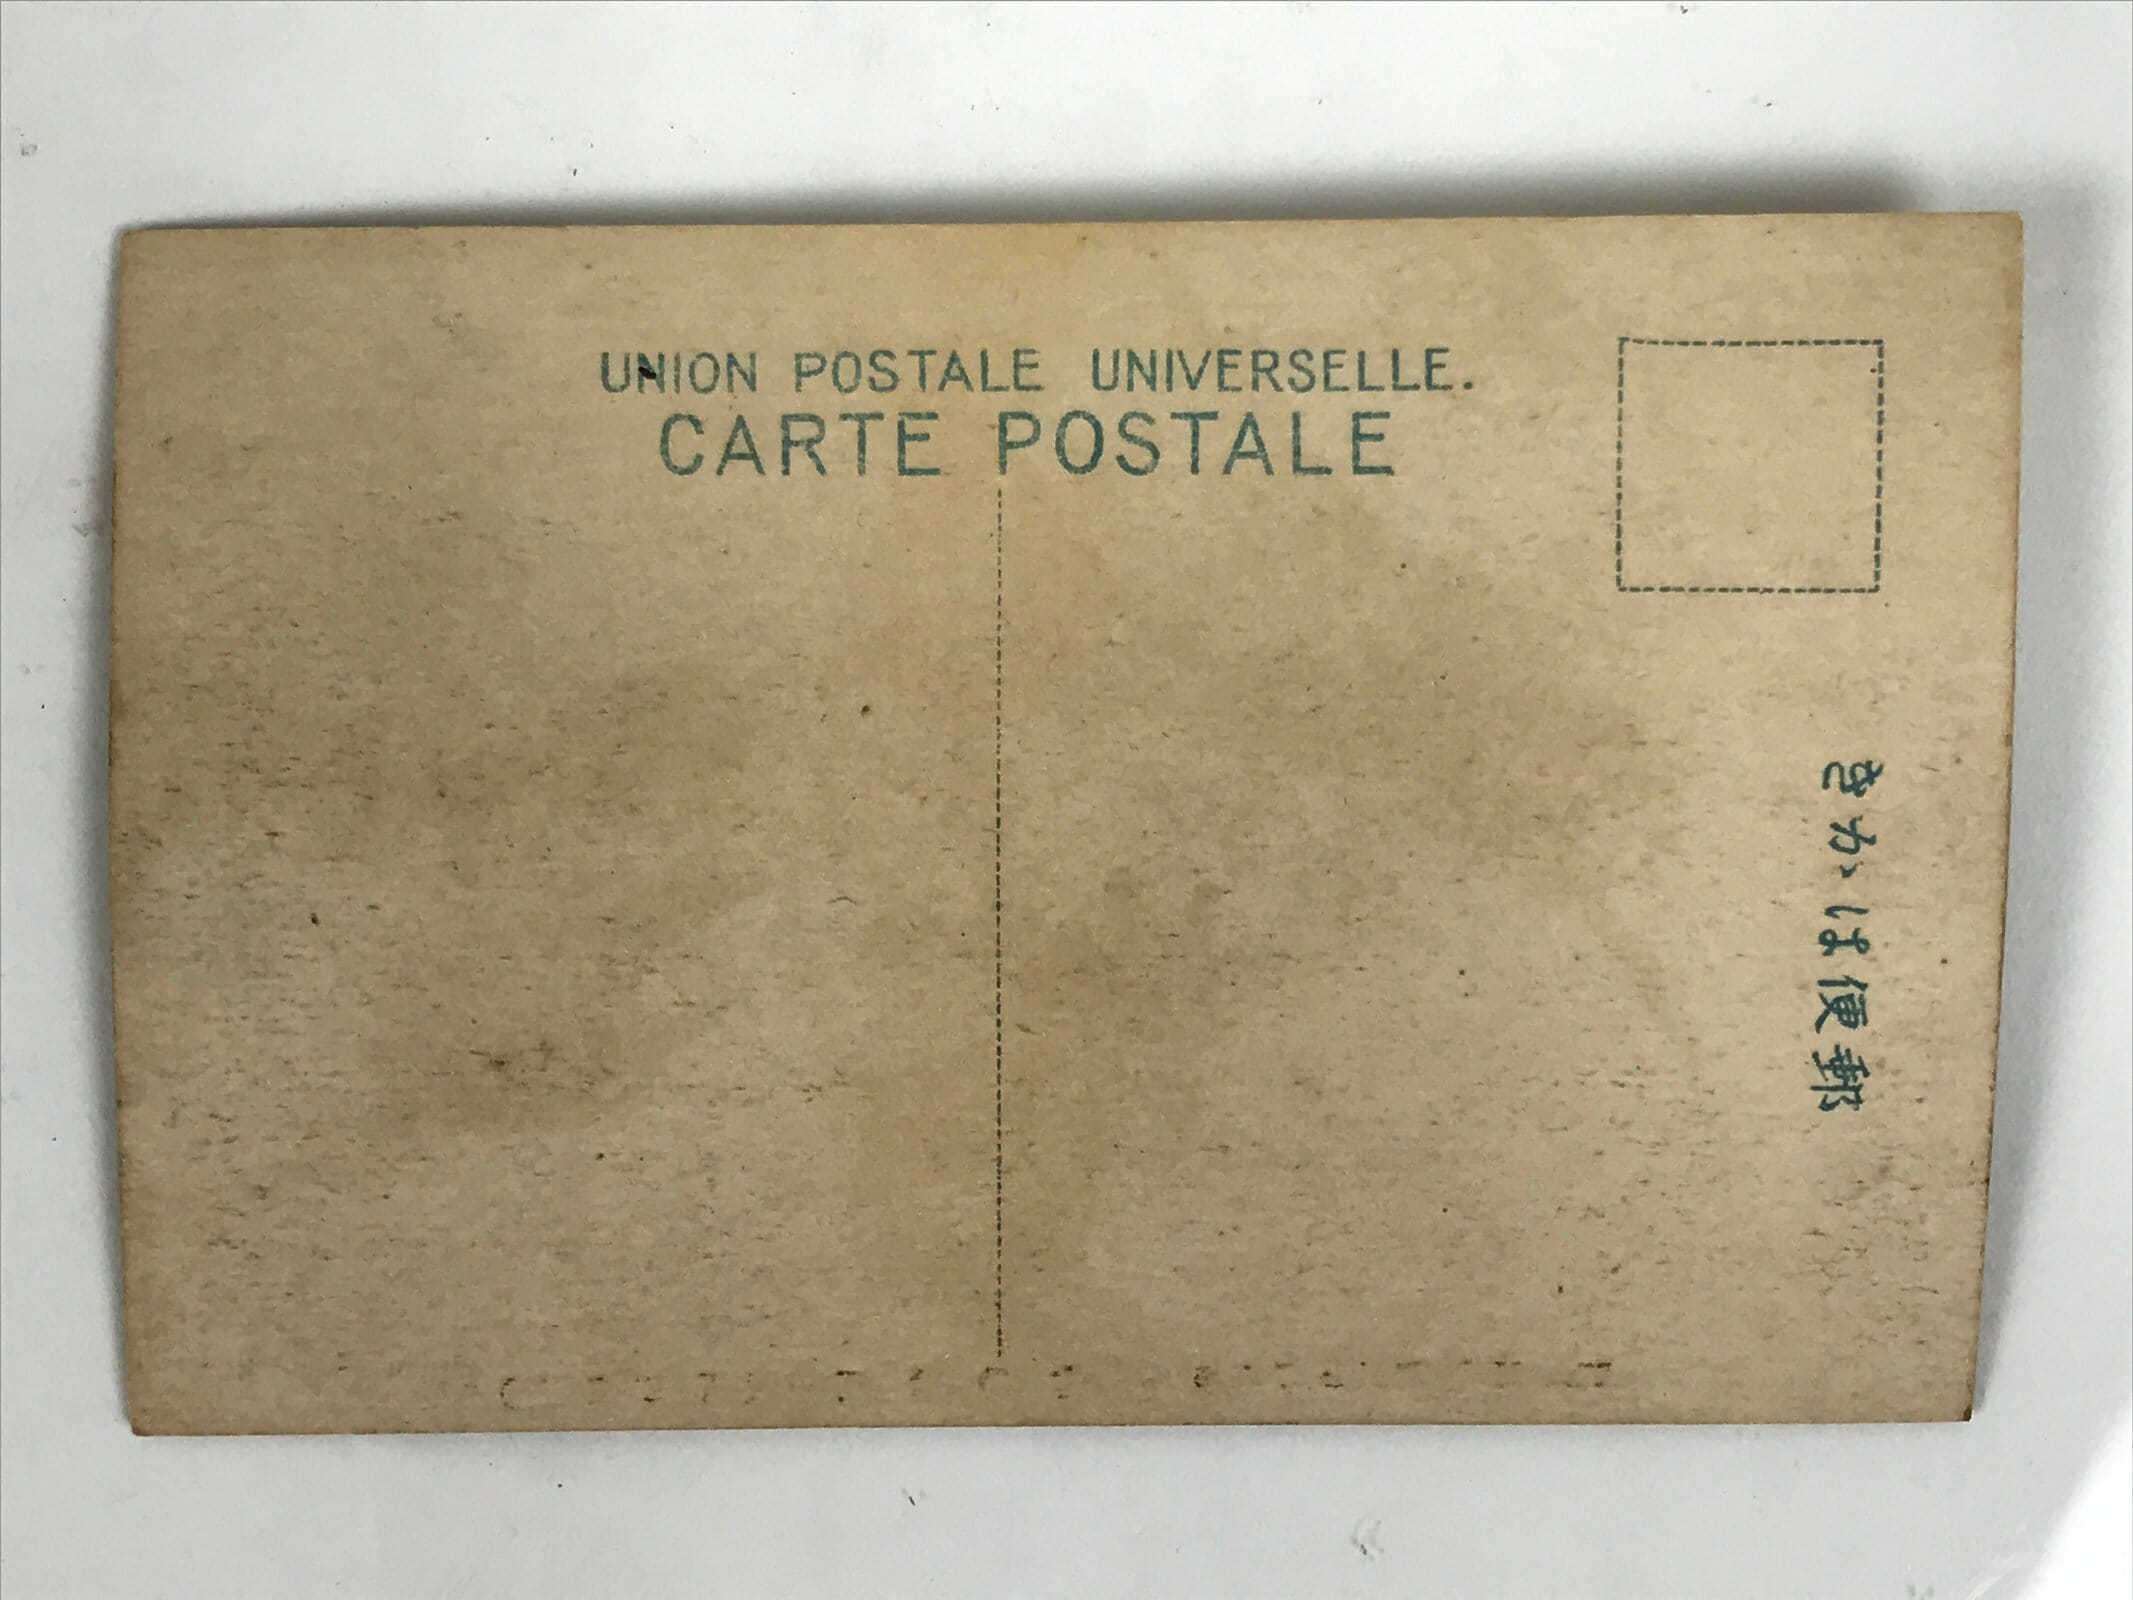 UNION POSTALE UNIVERSELLE.
CARTE POSTALE
きかは便郵